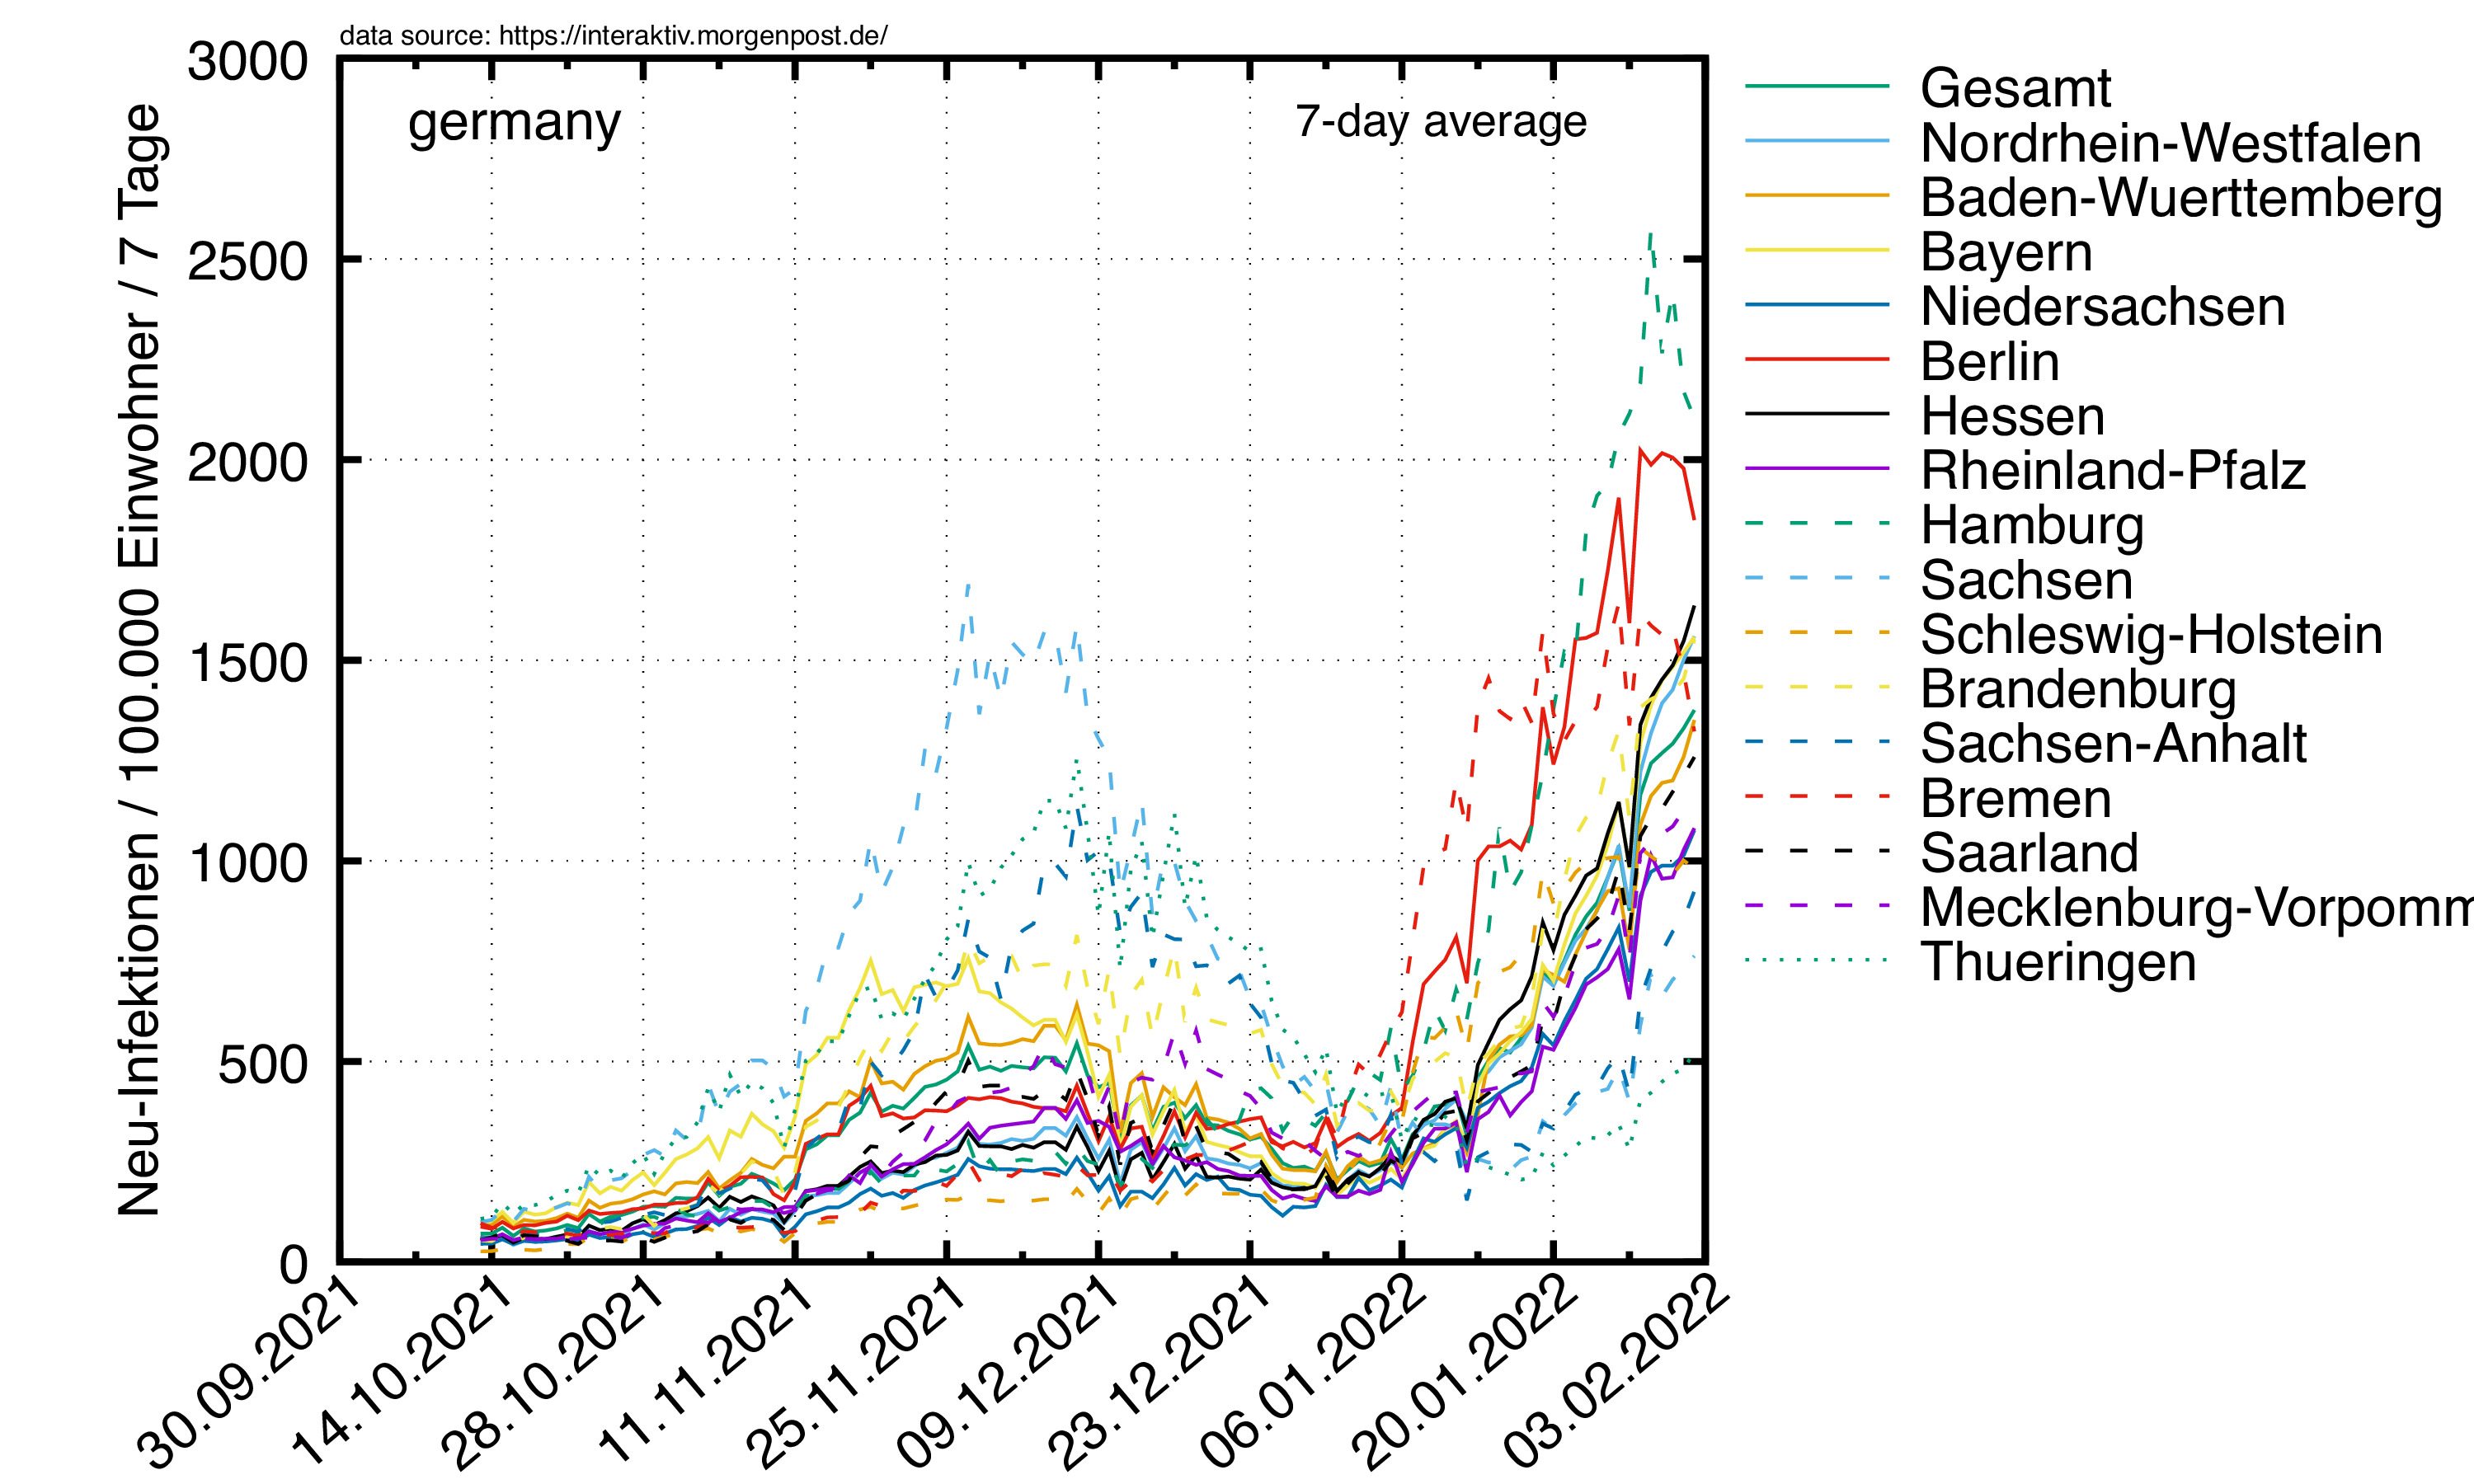 data source: https://interaktiv.morgenpost.de/
germany
7-day average
Neu-Infektionen / 100.000 Einwohner / 7 Tage
3000
2500
2000
1500
1000
500
0
30.09.2021
14.10.2021
28.10.2021
11.11.2021
25.11.2021
09.12.2021
23.12.2021
06.01.2022
20.01.2022
03.02.2022
Gesamt
Nordrhein-Westfalen
Baden-Wuerttemberg
Bayern
Niedersachsen
Berlin
Hessen
Rheinland-Pfalz
Hamburg
Sachsen
Schleswig-Holstein
Brandenburg
Sachsen-Anhalt
Bremen
Saarland
Mecklenburg-Vorpomm
Thueringen